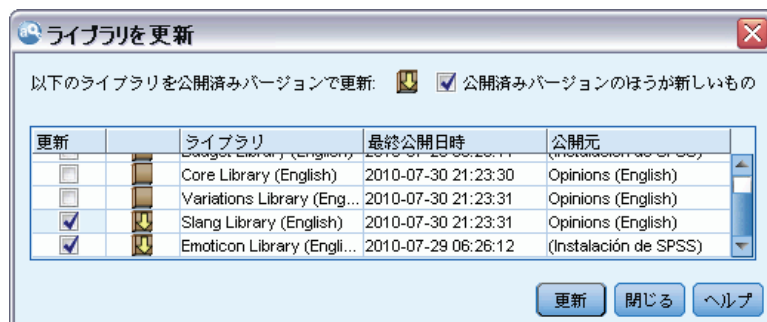 ライブラリを更新
以下のライブラリを公開済みバージョンで更新: 公開済みバージョンのほうが新しいもの
更新 ライブラリ 最終公開日時 公開元
Core Library (English) 2010-07-30 21:23:30 Opinions (English)
Variations Library (Eng... 2010-07-30 21:23:31 Opinions (English)
Slang Library (English) 2010-07-30 21:23:31 Opinions (English)
Emoticon Library (Engli... 2010-07-29 06:26:12 (Instalación de SPSS)
更新 閉じる ヘルプ